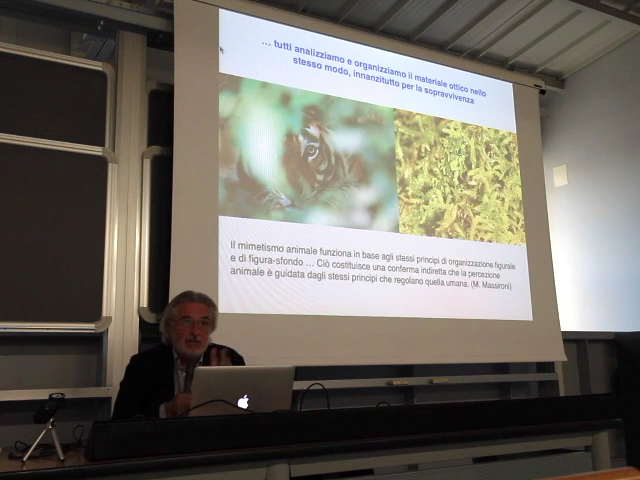 ... tutti analizziamo e organizziamo il materiale ottico nello
stesso modo, innanzitutto per la sopravvivenza
Il mimetismo animale funziona in base agli stessi principi di organizzazione figurale
e di figura-sfondo ... Ciò costituisce una conferma indiretta che la percezione
animale è guidata dagli stessi principi che regolano quella umana. (M. Massironi)